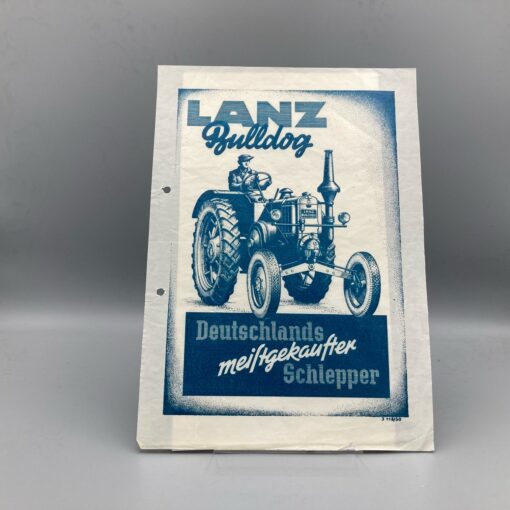 LANZ
Bulldog
Deutschlands
meiſtgekaufter
Schlepper